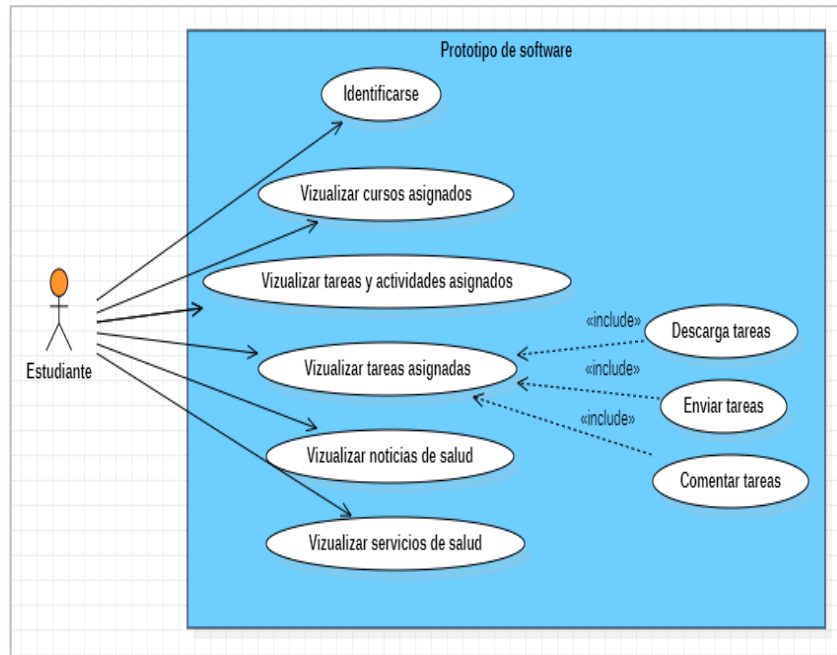 Prototipo de software
Identificarse
Vizualizar cursos asignados
Vizualizar tareas y actividades asignados
Estudiante
Vizualizar tareas asignadas
«include»
Descarga tareas
«include»
Enviar tareas
«include»
Comentar tareas
Vizualizar noticias de salud
Vizualizar servicios de salud